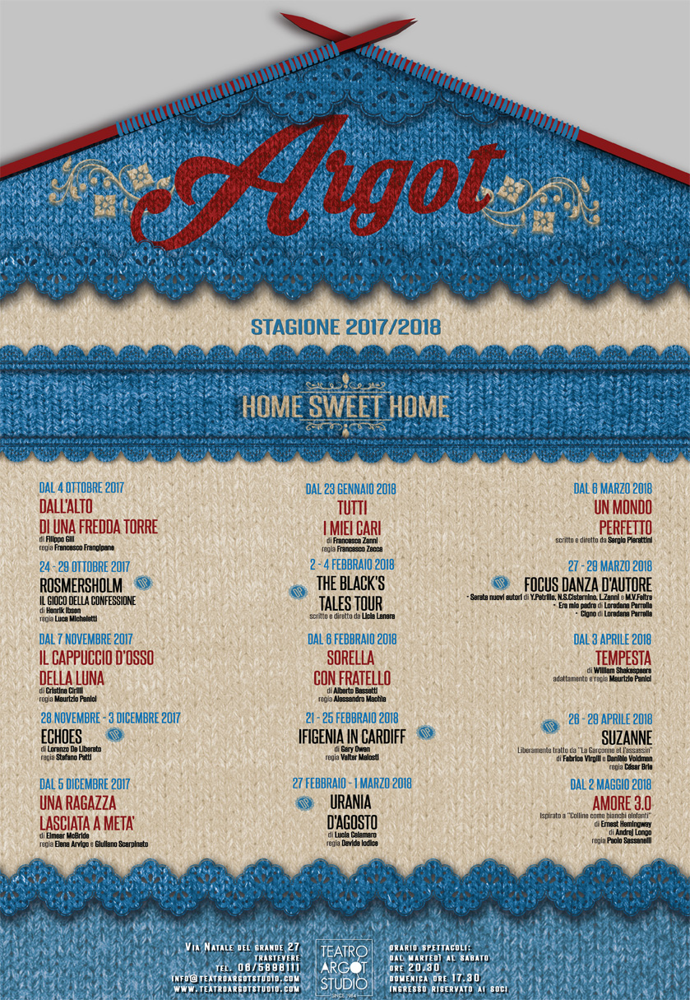 Argot
STAGIONE 2017/2018
HOME SWEET HOME
DAL 4 OTTOBRE 2017
DALL'ALTO
DI UNA FREDDA TORRE
di Filippo Gili
regia Francesco Frangipane
24 - 29 OTTOBRE 2017
ROSMERSHOLM
IL GIOCO DELLA CONFESSIONE
di Henrik Ibsen
regia Luca Micheletti
DAL 7 NOVEMBRE 2017
IL CAPPUCCIO D'OSSO
DELLA LUNA
di Cristina Cirilli
regia Maurizio Panici
28 NOVEMBRE - 3 DICEMBRE 2017
ECHOES
di Lorenzo De Liberato
regia Stefano Patti
DAL 5 DICEMBRE 2017
UNA RAGAZZA
LASCIATA A META'
di Eimear McBride
regia Elena Arvigo e Giuliano Scarpinato
DAL 23 GENNAIO 2018
TUTTI
I MIEI CARI
di Francesca Zanni
regia Francesco Zecca
2 - 4 FEBBRAIO 2018
THE BLACK'S
TALES TOUR
scritto e diretto da Licia Lanera
DAL 6 FEBBRAIO 2018
SORELLA
CON FRATELLO
di Alberto Bassetti
regia Alessandro Machìa
21 - 25 FEBBRAIO 2018
IFIGENIA IN CARDIFF
di Gary Owen
regia Valter Malosti
27 FEBBRAIO - 1 MARZO 2018
URANIA
D'AGOSTO
di Lucia Calamaro
regia Davide Iodice
DAL 6 MARZO 2018
UN MONDO
PERFETTO
scritto e diretto da Sergio Pierattini
27 - 29 MARZO 2018
FOCUS DANZA D'AUTORE
• Serata nuovi autori di Y.Petrillo, N.S.Cisternino, L.Zanni e M.V.Feltre
• Era mio padre di Loredana Parrella
• Cigno di Loredana Parrella
DAL 3 APRILE 2018
TEMPESTA
di William Shakespeare
adattamento e regia Maurizio Panici
26 - 29 APRILE 2018
SUZANNE
Liberamente tratto da "La Garçonne et l'assassin"
di Fabrice Virgili e Danièle Voldman
regia César Brie
DAL 2 MAGGIO 2018
AMORE 3.0
Ispirato a "Colline come bianchi elefanti"
di Ernest Hemingway
di Andrej Longo
regia Paolo Sassanelli
VIA NATALE DEL GRANDE 27
TRASTEVERE
TEL. 06/5898111
INFO@TEATROARGOTSTUDIO.COM
WWW.TEATROARGOTSTUDIO.COM
TEATRO
ARGOT
STUDIO
SINCE 1984
ORARIO SPETTACOLI:
DAL MARTEDÌ AL SABATO
ORE 20.30
DOMENICA ORE 17.30
INGRESSO RISERVATO AI SOCI